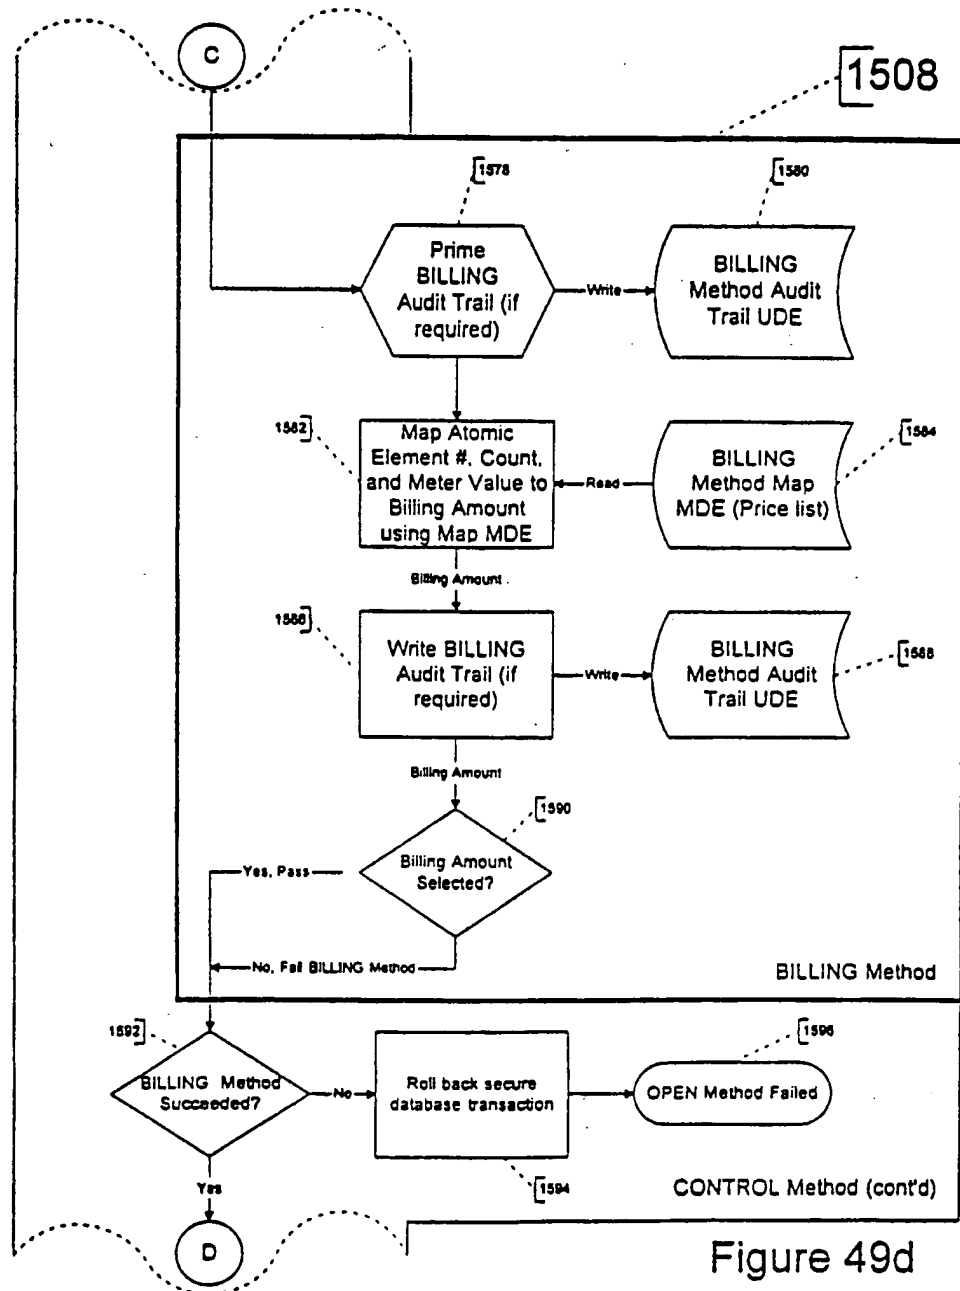 C
1508
1578
1580
Prime
BILLING
Audit Trail (if
required)
Write
BILLING
Method Audit
Trail UDE
1582
Map Atomic
Element #, Count,
and Meter Value to
Billing Amount
using Map MDE
Read
BILLING
Method Map
MDE (Price list)
1584
Billing Amount
1586
Write BILLING
Audit Trail (if
required)
Write
BILLING
Method Audit
Trail UDE
1588
Billing Amount
1590
Billing Amount
Selected?
Yes, Pass
No, Fail BILLING Method
BILLING Method
1592
1596
BILLING Method
Succeeded?
No
Roll back secure
database transaction
OPEN Method Failed
Yes
1594
CONTROL Method (cont'd)
D
Figure 49d